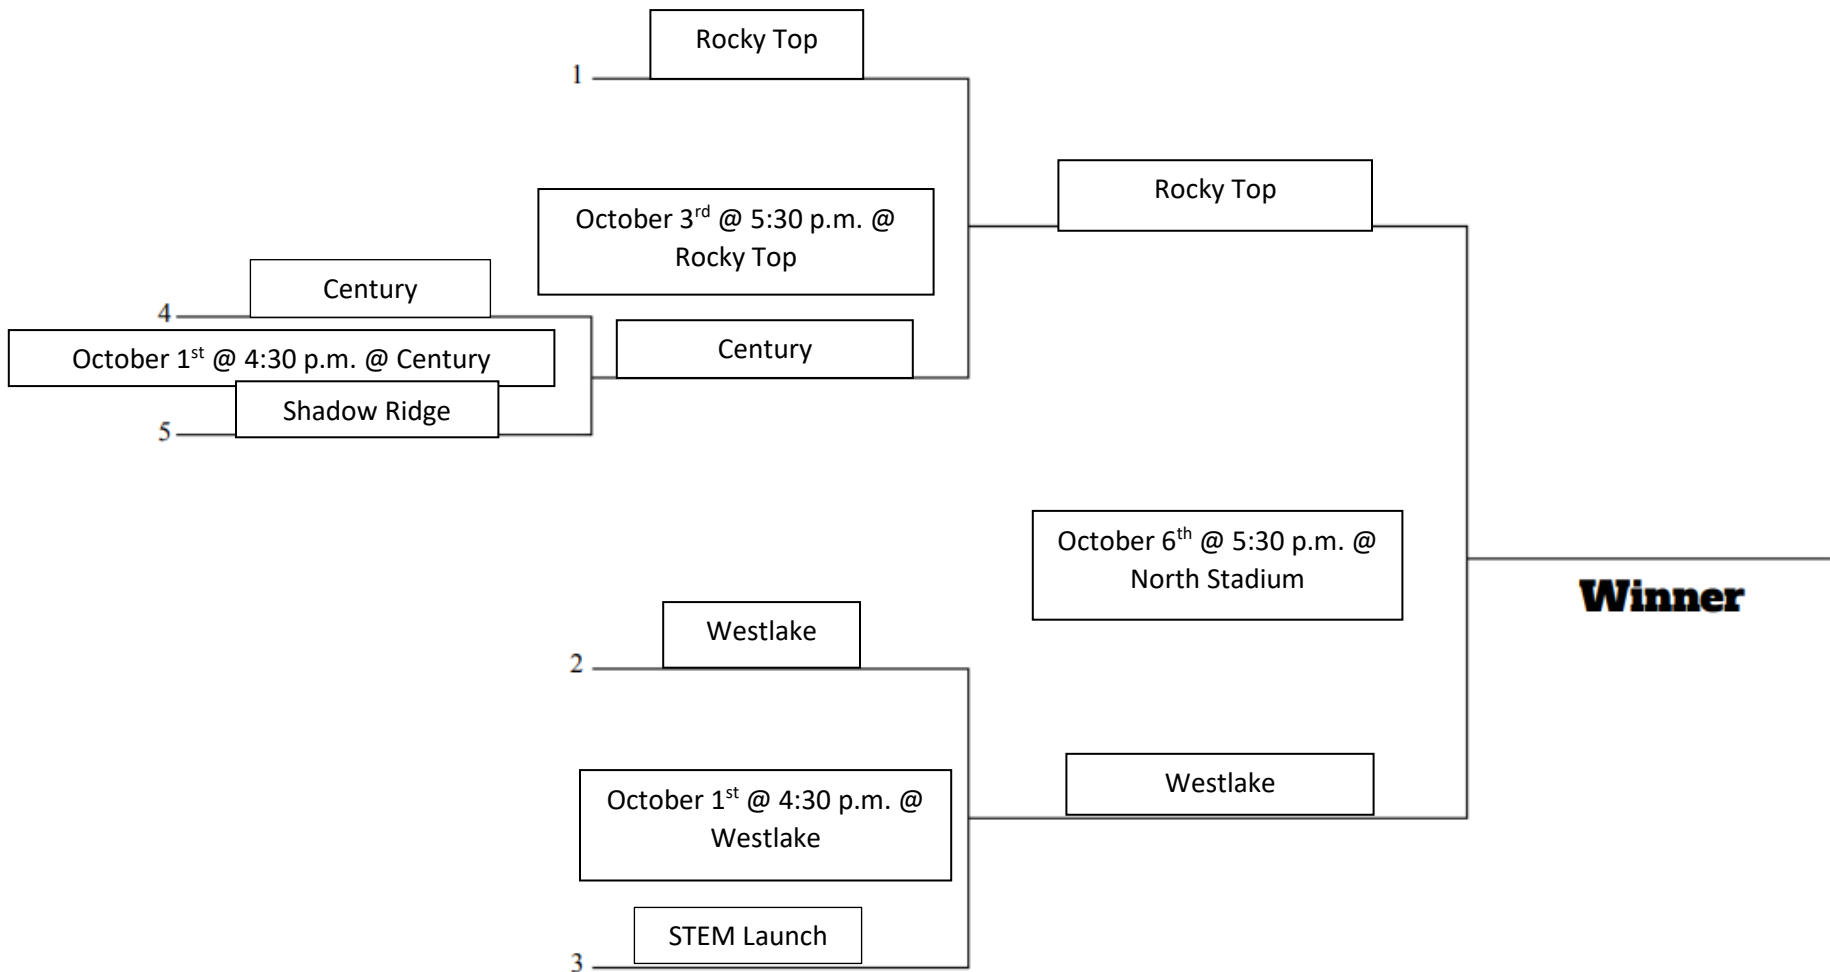 Rocky Top
1
October 3rd @ 5:30 p.m. @
Rocky Top
Rocky Top
Century
4
October 1st @ 4:30 p.m. @ Century
Century
Shadow Ridge
5
October 6th @ 5:30 p.m. @
North Stadium
Winner
Westlake
2
October 1st @ 4:30 p.m. @
Westlake
Westlake
STEM Launch
3